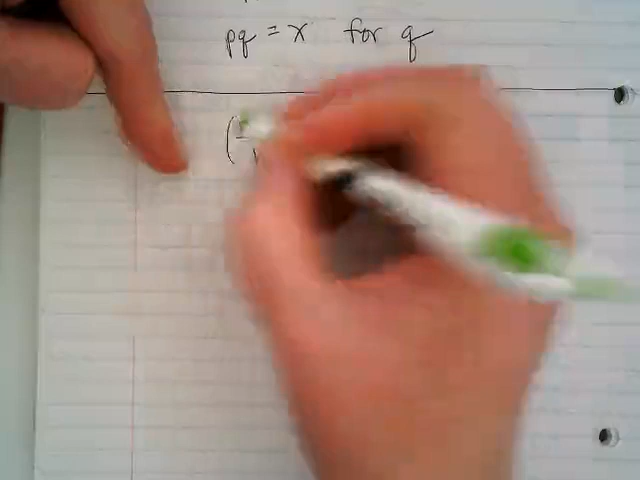 pq = x for q
(